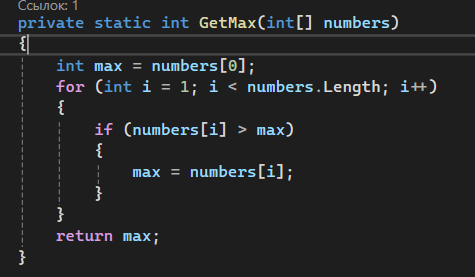 Ссылок: 1
private static int GetMax(int[] numbers)
{
    int max = numbers[0];
    for (int i = 1; i < numbers.Length; i++)
    {
        if (numbers[i] > max)
        {
            max = numbers[i];
        }
    }
    return max;
}